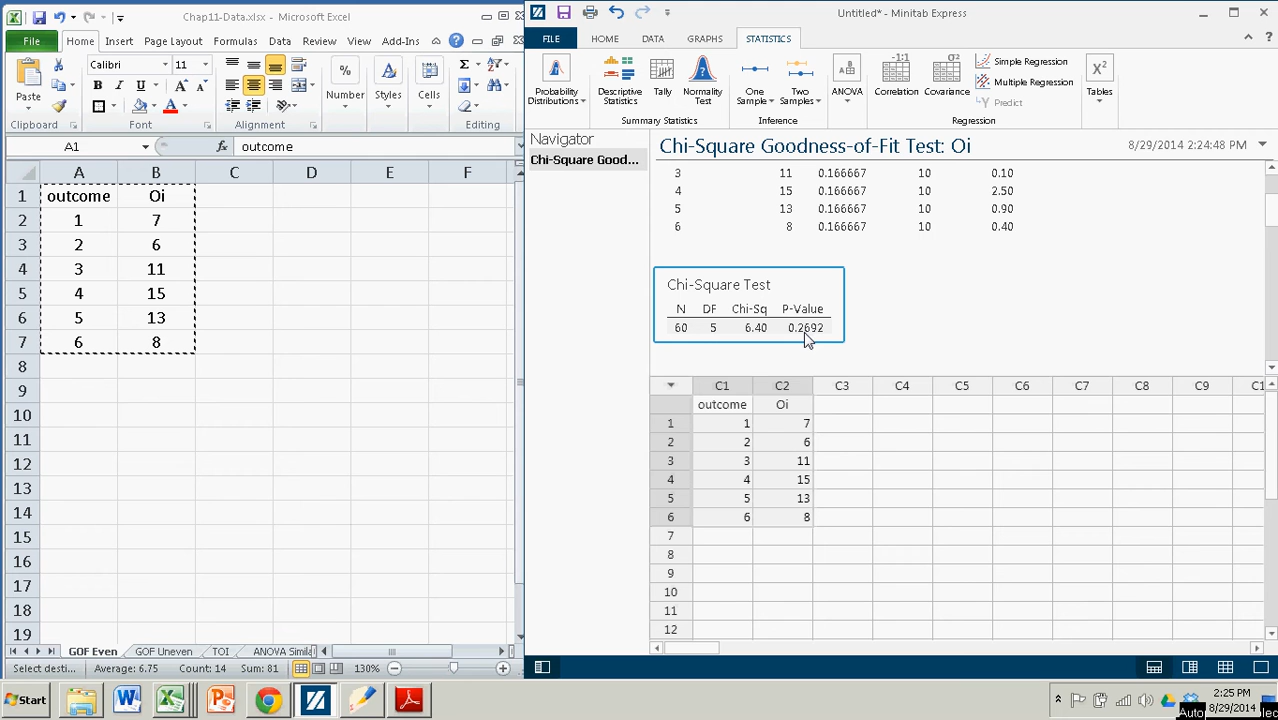 Chap11-Data.xlsx - Microsoft Excel
File Home Insert Page Layout Formulas Data Review View Add-Ins
Calibri 11
Paste
B I U A A
A
% Number
Styles
Cells
Clipboard Font Alignment Editing
A1 fx outcome
A B C D E F
1 outcome Oi
2 1 7
3 2 6
4 3 11
5 4 15
6 5 13
7 6 8
8
9
10
11
12
13
14
15
16
17
18
19
GOF Even GOF Uneven TOI
Average: 6.75 Count: 14 Sum: 81 130%
Untitled* - Minitab Express
FILE HOME DATA GRAPHS STATISTICS
Probability Distributions
Descriptive Statistics
Tally
Normality Test
One Sample
Two Samples
ANOVA
Correlation
Covariance
Simple Regression
Multiple Regression
Predict
Tables
Summary Statistics Inference Regression
Navigator
Chi-Square Good...
Chi-Square Goodness-of-Fit Test: Oi 8/29/2014 2:24:48 PM
3 11 0.166667 10 0.10
4 15 0.166667 10 2.50
5 13 0.166667 10 0.90
6 8 0.166667 10 0.40
Chi-Square Test
N DF Chi-Sq P-Value
60 5 6.40 0.2692
C1 C2 C3 C4 C5 C6 C7 C8 C9
outcome Oi
1 1 7
2 2 6
3 3 11
4 4 15
5 5 13
6 6 8
7
8
9
10
11
12
Start
2:25 PM
8/29/2014